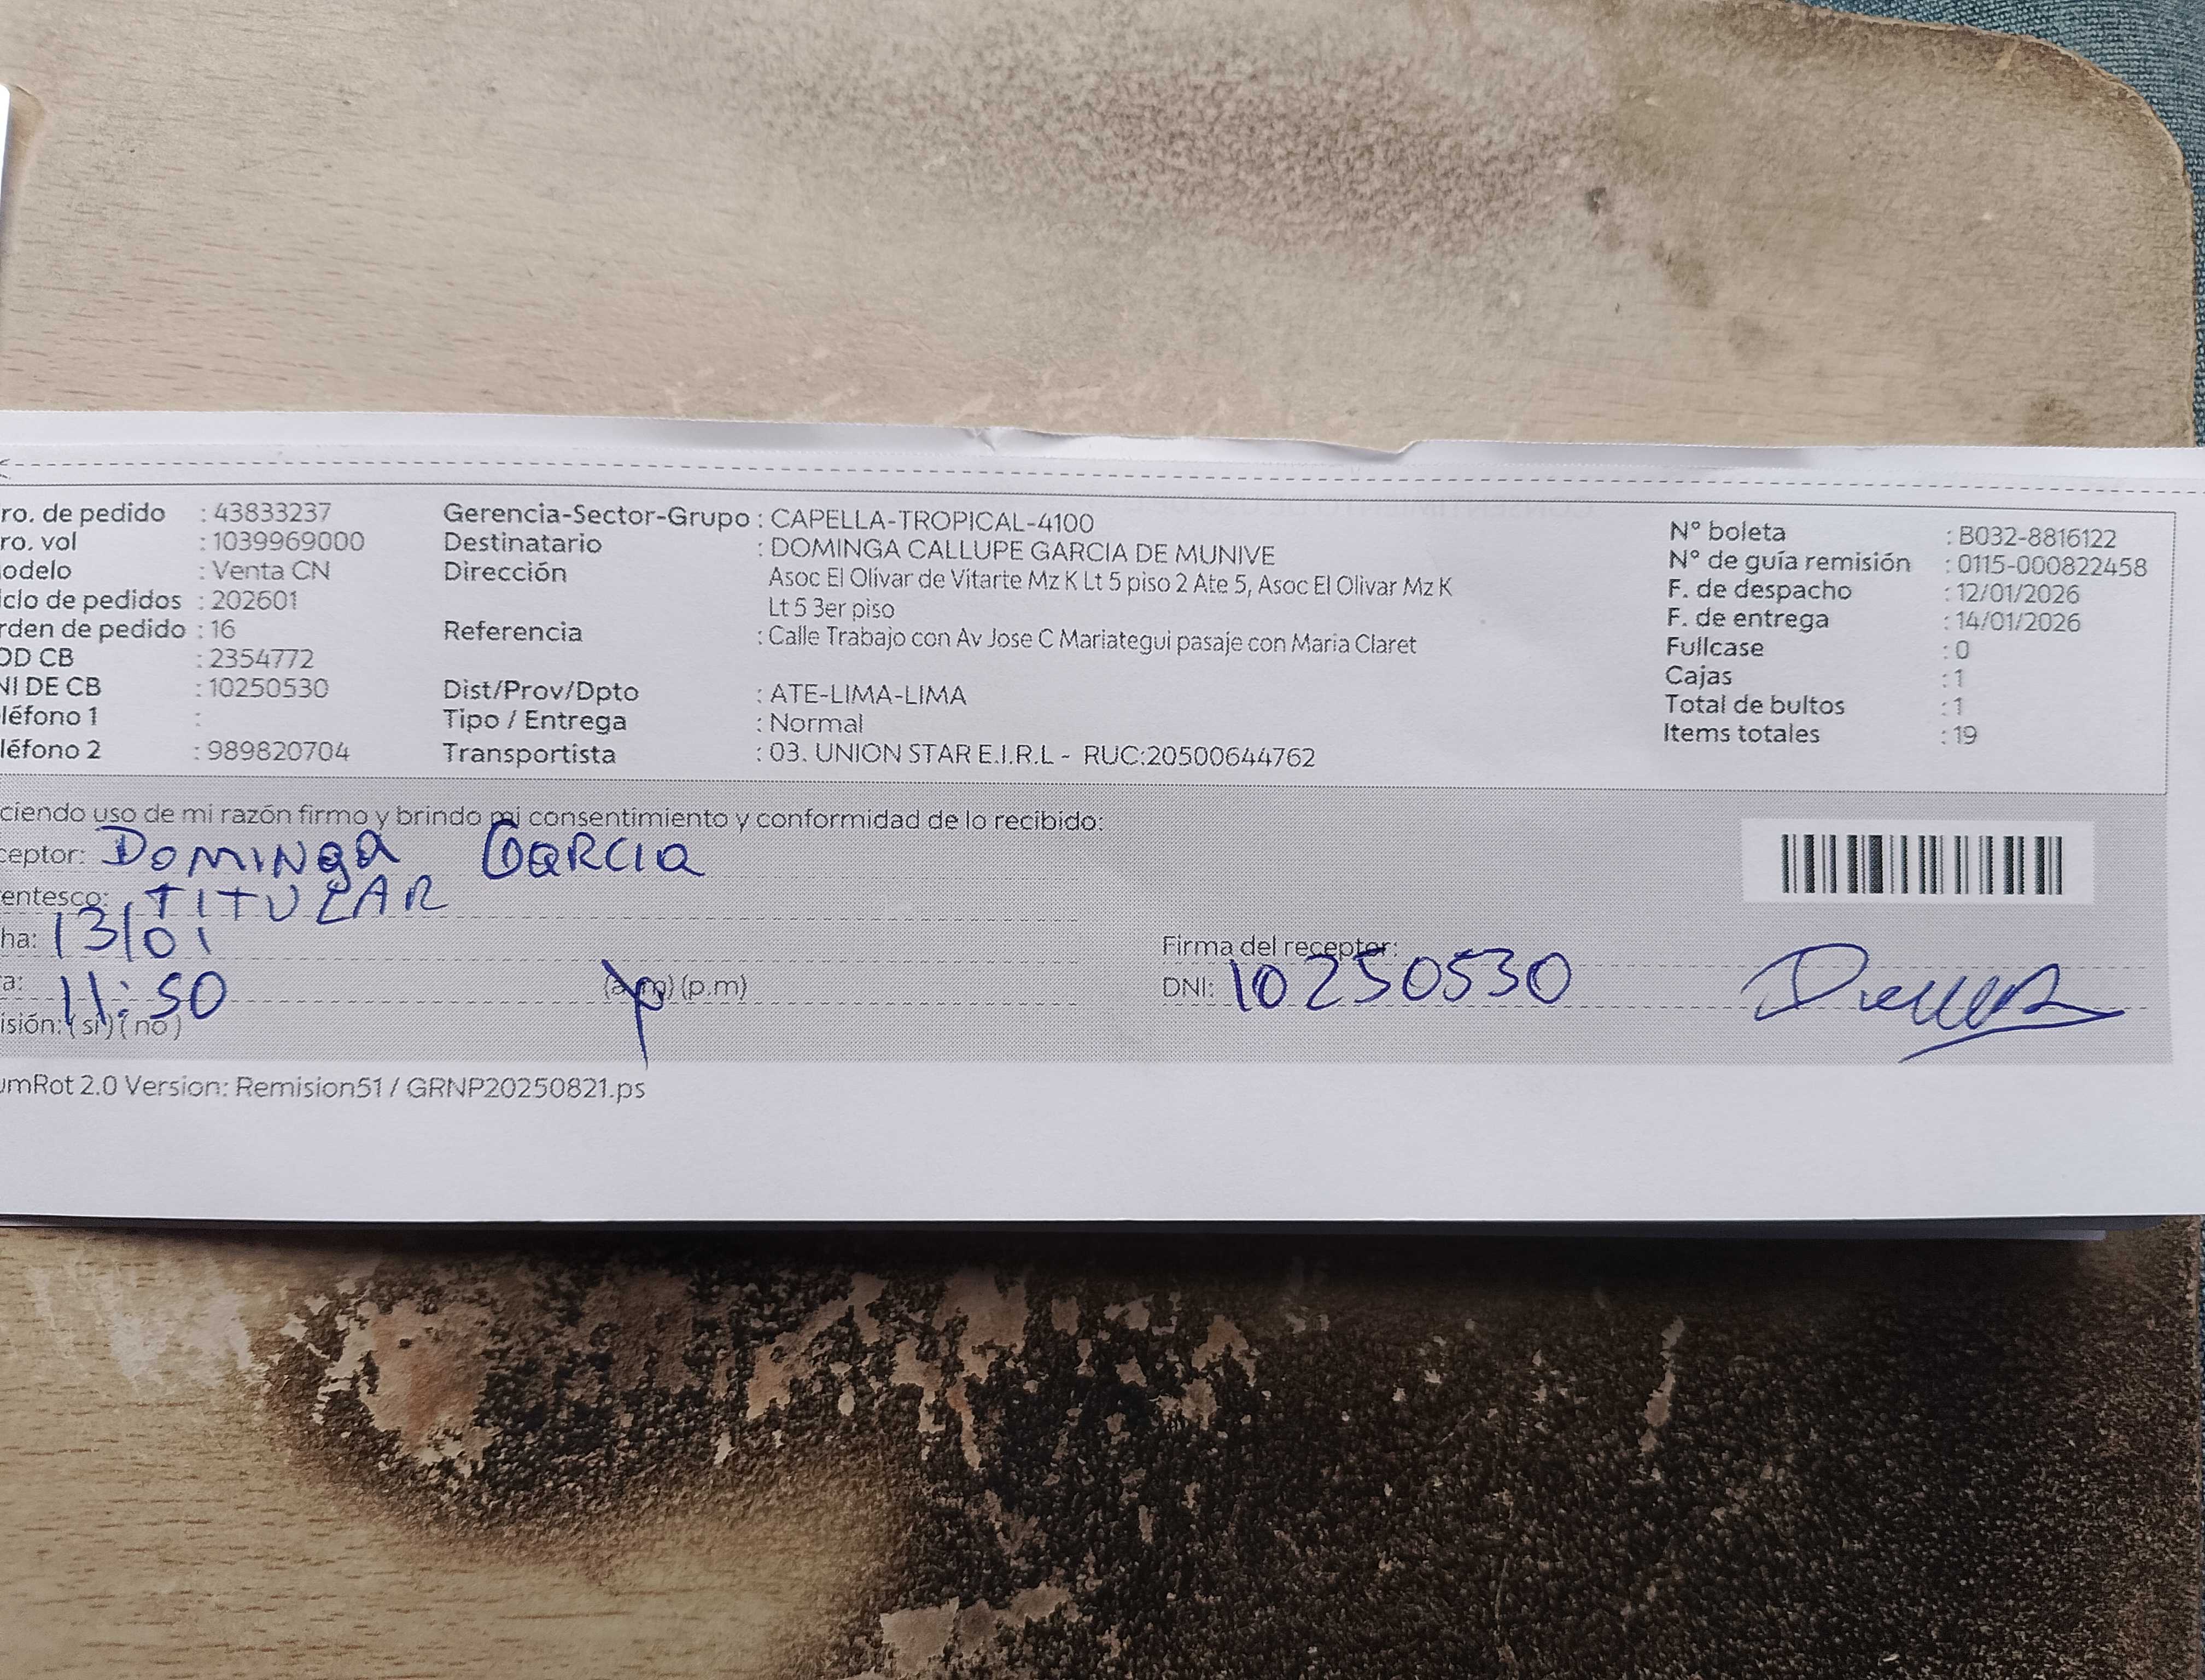 ro. de pedido : 43833237 Gerencia-Sector-Grupo : CAPELLA-TROPICAL-4100 N° boleta : B032-8816122
ro. vol : 1039969000 Destinatario : DOMINGA CALLUPE GARCIA DE MUNIVE N° de guía remisión : 0115-000822458
odelo : Venta CN Dirección Asoc El Olivar de Vitarte Mz K Lt 5 piso 2 Ate 5, Asoc El Olivar Mz K F. de despacho : 12/01/2026
iclo de pedidos : 202601 Lt 5 3er piso F. de entrega : 14/01/2026
rden de pedido : 16 Referencia : Calle Trabajo con Av Jose C Mariategui pasaje con Maria Claret Fullcase : 0
OD CB : 2354772 Cajas : 1
NI DE CB : 10250530 Dist/Prov/Dpto : ATE-LIMA-LIMA Total de bultos : 1
léfono 1 : Tipo / Entrega : Normal Items totales : 19
léfono 2 : 989820704 Transportista : 03. UNION STAR E.I.R.L - RUC:20500644762
ciendo uso de mi razón firmo y brindo mi consentimiento y conformidad de lo recibido:
ceptor: DOMINGA GARCIA
entesco: TITULAR
ha: 13/01
Firma del receptor:
a: 11:50 (a.m) (p.m) DNI: 10250530
isión: (si) (no)
umRot 2.0 Version: Remision51 / GRNP20250821.ps